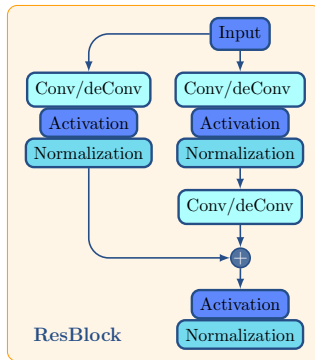 Input
Conv/deConv
Activation
Normalization
Conv/deConv
Activation
Normalization
Conv/deConv
+
Activation
Normalization
ResBlock